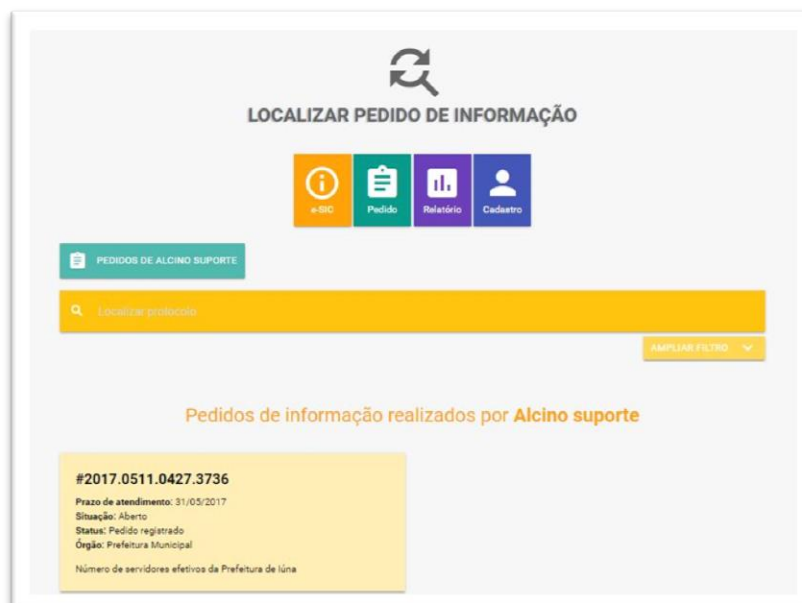 LOCALIZAR PEDIDO DE INFORMAÇÃO
e-SIC Pedido Relatório Cadastro
PEDIDOS DE ALCINO SUPORTE
Localizar protocolo
AMPLIAR FILTRO
Pedidos de informação realizados por Alcino suporte
#2017.0511.0427.3736
Prazo de atendimento: 31/05/2017
Situação: Aberto
Status: Pedido registrado
Órgão: Prefeitura Municipal
Número de servidores efetivos da Prefeitura de Iúna